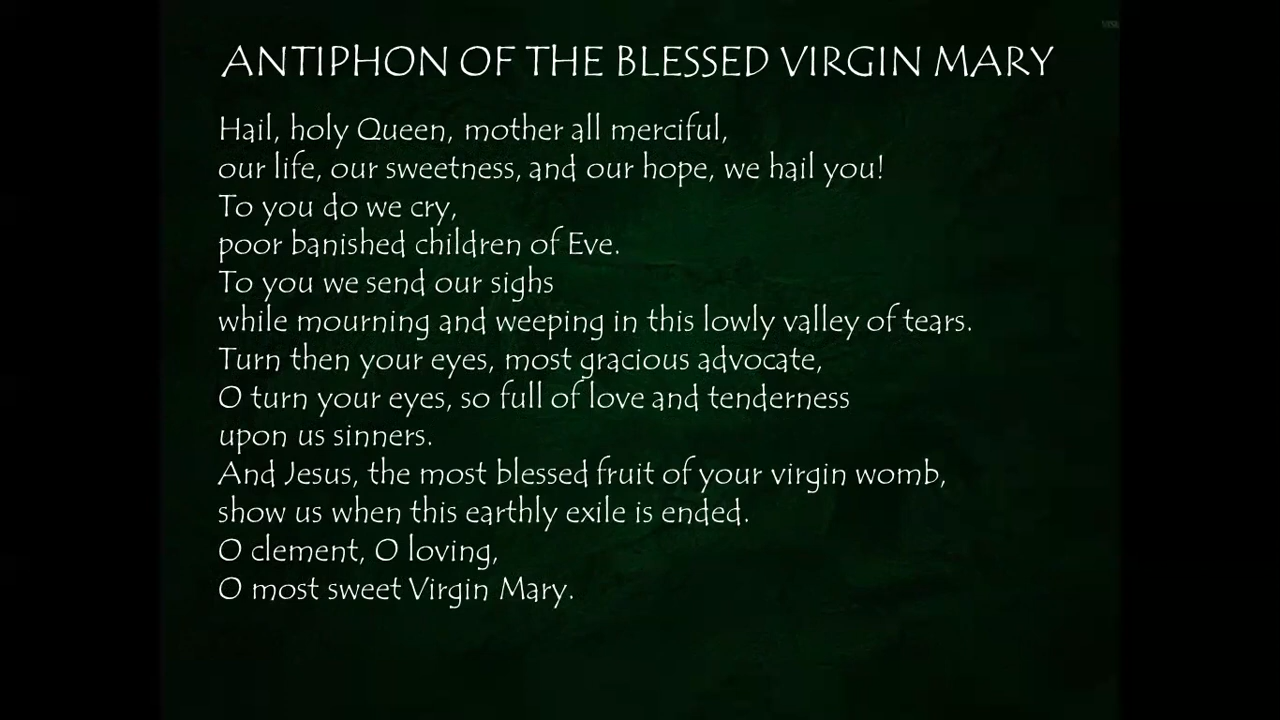 ANTIPHON OF THE BLESSED VIRGIN MARY
Hail, holy Queen, mother all merciful,
our life, our sweetness, and our hope, we hail you!
To you do we cry,
poor banished children of Eve.
To you we send our sighs
while mourning and weeping in this lowly valley of tears.
Turn then your eyes, most gracious advocate,
O turn your eyes, so full of love and tenderness
upon us sinners.
And Jesus, the most blessed fruit of your virgin womb,
show us when this earthly exile is ended.
O clement, O loving,
O most sweet Virgin Mary.